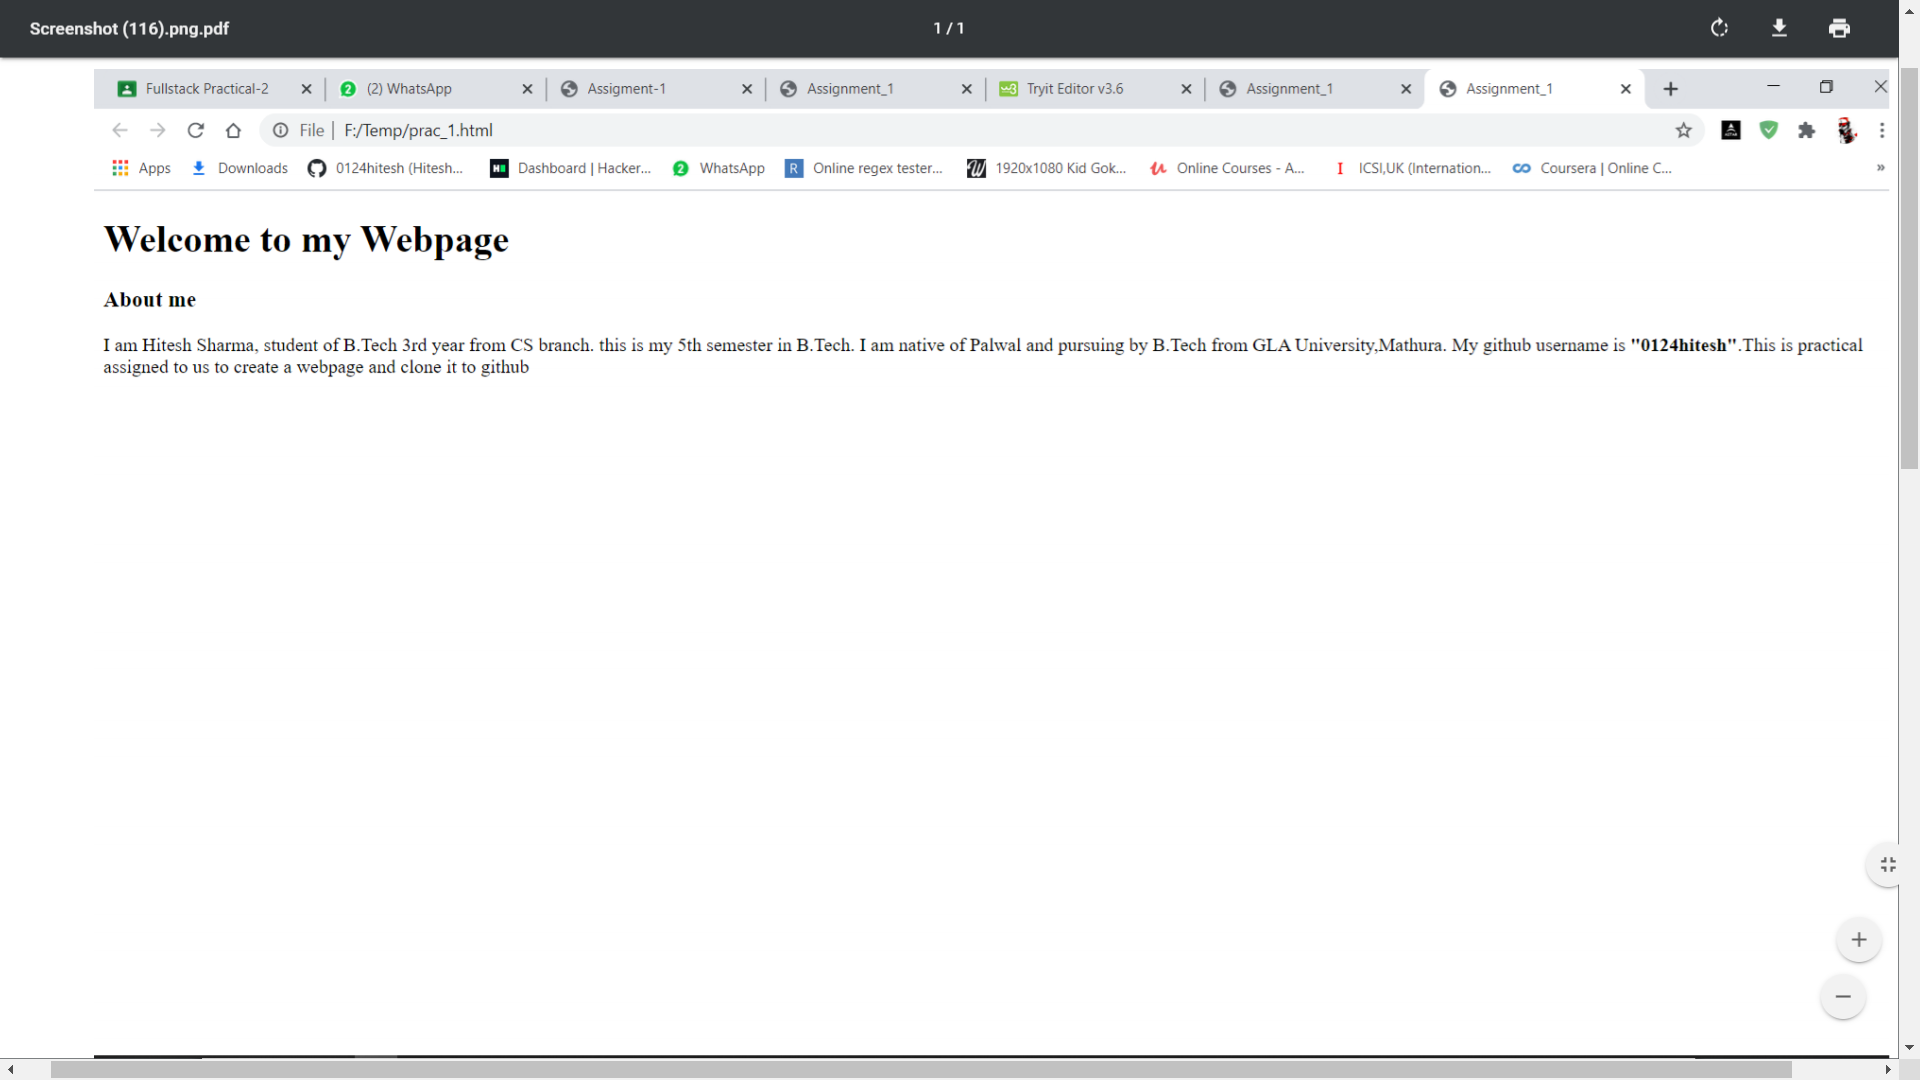 Screenshot (116).png.pdf 1 / 1
Fullstack Practical-2 (2) WhatsApp Assigment-1 Assignment_1 Tryit Editor v3.6 Assignment_1 Assignment_1
File F:/Temp/prac_1.html
Apps Downloads 0124hitesh (Hitesh... Dashboard | Hacker... WhatsApp Online regex tester... 1920x1080 Kid Gok... Online Courses - A... ICSI,UK (Internation... Coursera | Online C... »
Welcome to my Webpage
About me
I am Hitesh Sharma, student of B.Tech 3rd year from CS branch. this is my 5th semester in B.Tech. I am native of Palwal and pursuing by B.Tech from GLA University,Mathura. My github username is "0124hitesh".This is practical
assigned to us to create a webpage and clone it to github